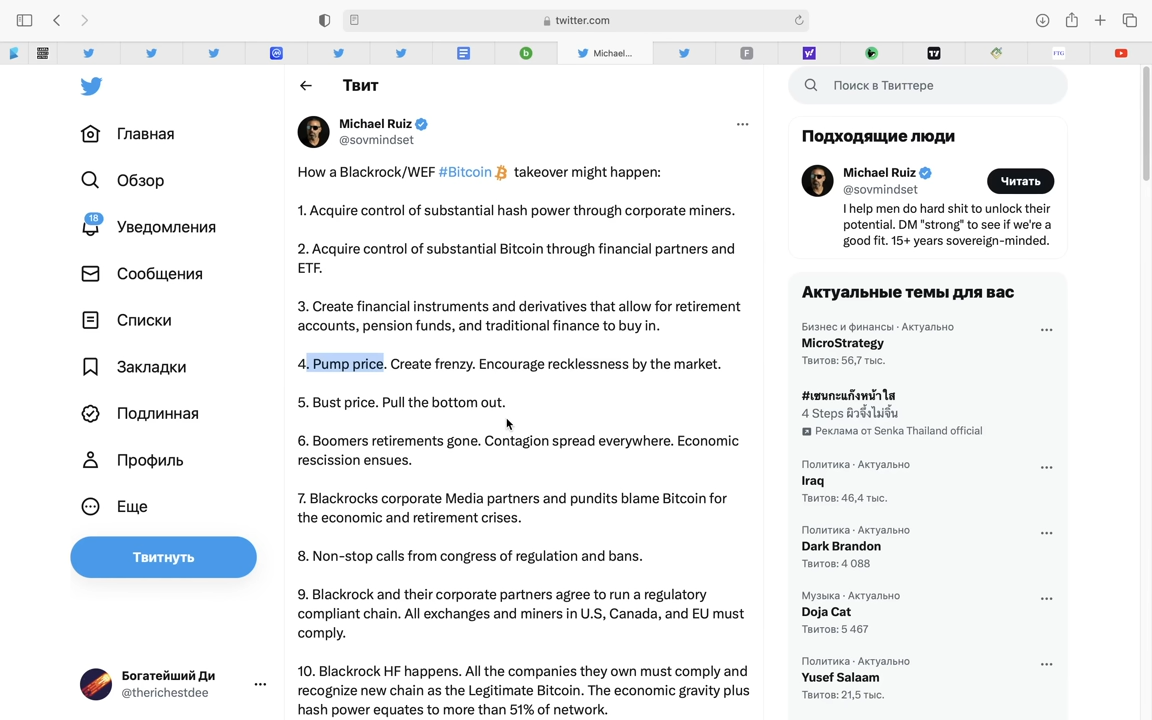 twitter.com
Michael...
F
y!
17
FTG
Твит
Поиск в Твиттере
Главная
Обзор
18
Уведомления
Сообщения
Списки
Закладки
Подлинная
Профиль
Еще
Твитнуть
Богатейший Ди
@therichestdee
Michael Ruiz
@sovmindset
How a Blackrock/WEF #Bitcoin takeover might happen:
1. Acquire control of substantial hash power through corporate miners.
2. Acquire control of substantial Bitcoin through financial partners and
ETF.
3. Create financial instruments and derivatives that allow for retirement
accounts, pension funds, and traditional finance to buy in.
4. Pump price. Create frenzy. Encourage recklessness by the market.
5. Bust price. Pull the bottom out.
6. Boomers retirements gone. Contagion spread everywhere. Economic
rescission ensues.
7. Blackrocks corporate Media partners and pundits blame Bitcoin for
the economic and retirement crises.
8. Non-stop calls from congress of regulation and bans.
9. Blackrock and their corporate partners agree to run a regulatory
compliant chain. All exchanges and miners in U.S, Canada, and EU must
comply.
10. Blackrock HF happens. All the companies they own must comply and
recognize new chain as the Legitimate Bitcoin. The economic gravity plus
hash power equates to more than 51% of network.
Подходящие люди
Michael Ruiz
@sovmindset
Читать
I help men do hard shit to unlock their
potential. DM "strong" to see if we're a
good fit. 15+ years sovereign-minded.
Актуальные темы для вас
Бизнес и финансы · Актуально
MicroStrategy
Твитов: 56,7 тыс.
#เซนกะแก๊งหน้าใส
4 Steps ผิวจึ้งไม่จิ้น
Реклама от Senka Thailand official
Политика · Актуально
Iraq
Твитов: 46,4 тыс.
Политика · Актуально
Dark Brandon
Твитов: 4 088
Музыка · Актуально
Doja Cat
Твитов: 5 467
Политика · Актуально
Yusef Salaam
Твитов: 21,5 тыс.